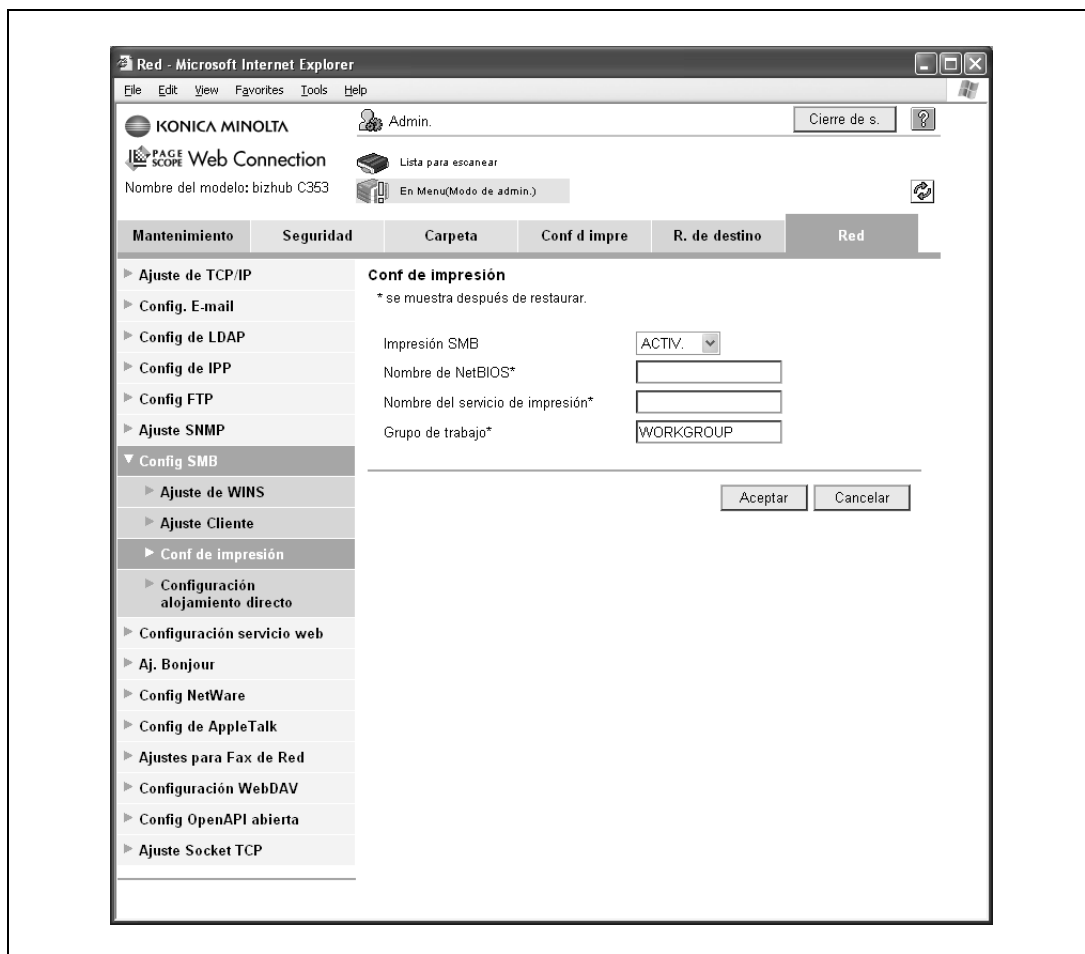 Red - Microsoft Internet Explorer
File Edit View Favorites Tools Help
KONICA MINOLTA
Admin.
Cierre de s.
?
PAGE SCOPE Web Connection
Lista para escanear
Nombre del modelo: bizhub C353
En Menu(Modo de admin.)
Mantenimiento Seguridad Carpeta Conf d impre R. de destino Red
Ajuste de TCP/IP
Config. E-mail
Config de LDAP
Config de IPP
Config FTP
Ajuste SNMP
Config SMB
Ajuste de WINS
Ajuste Cliente
Conf de impresión
Configuración
alojamiento directo
Configuración servicio web
Aj. Bonjour
Config NetWare
Config de AppleTalk
Ajustes para Fax de Red
Configuración WebDAV
Config OpenAPI abierta
Ajuste Socket TCP
Conf de impresión
* se muestra después de restaurar.
Impresión SMB ACTIV.
Nombre de NetBIOS*
Nombre del servicio de impresión*
Grupo de trabajo* WORKGROUP
Aceptar Cancelar